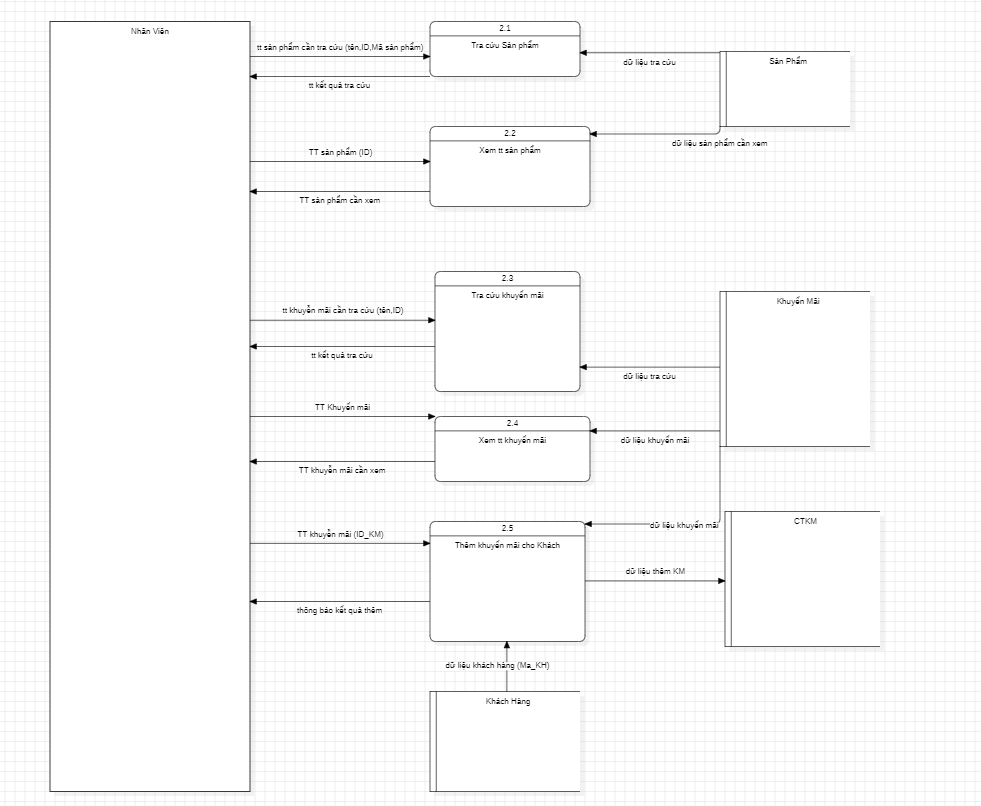 Nhân Viên
2.1
tt sản phẩm cần tra cứu (tên,ID,Mã sản phẩm)
Tra cứu Sản phẩm
dữ liệu tra cứu
Sản Phẩm
tt kết quả tra cứu
2.2
dữ liệu sản phẩm cần xem
TT sản phẩm (ID)
Xem tt sản phẩm
TT sản phẩm cần xem
2.3
Tra cứu khuyến mãi
Khuyến Mãi
tt khuyến mãi cần tra cứu (tên,ID)
tt kết quả tra cứu
dữ liệu tra cứu
TT Khuyến mãi
2.4
Xem tt khuyến mãi
dữ liệu khuyến mãi
TT khuyến mãi cần xem
2.5
dữ liệu khuyến mãi
CTKM
TT khuyến mãi (ID_KM)
Thêm khuyến mãi cho Khách
dữ liệu thêm KM
thông báo kết quả thêm
dữ liệu khách hàng (Ma_KH)
Khách Hàng